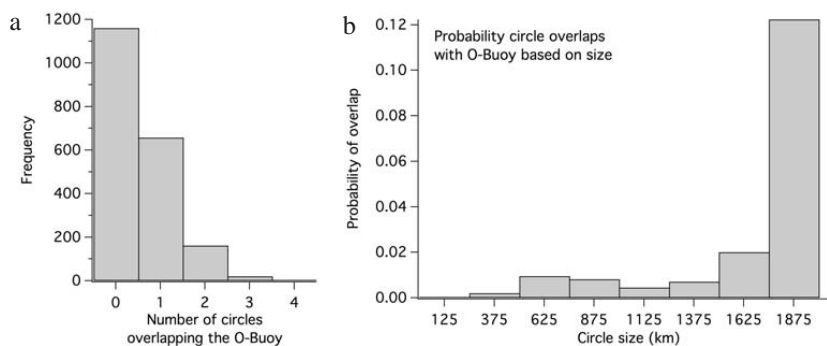 a
1200
1000
800
600
400
200
0
Frequency
0 1 2 3 4
Number of circles
overlapping the O-Buoy
b
Probability circle overlaps
with O-Buoy based on size
0.12
0.10
0.08
0.06
0.04
0.02
0.00
Probability of overlap
125 375 625 875 1125 1375 1625 1875
Circle size (km)